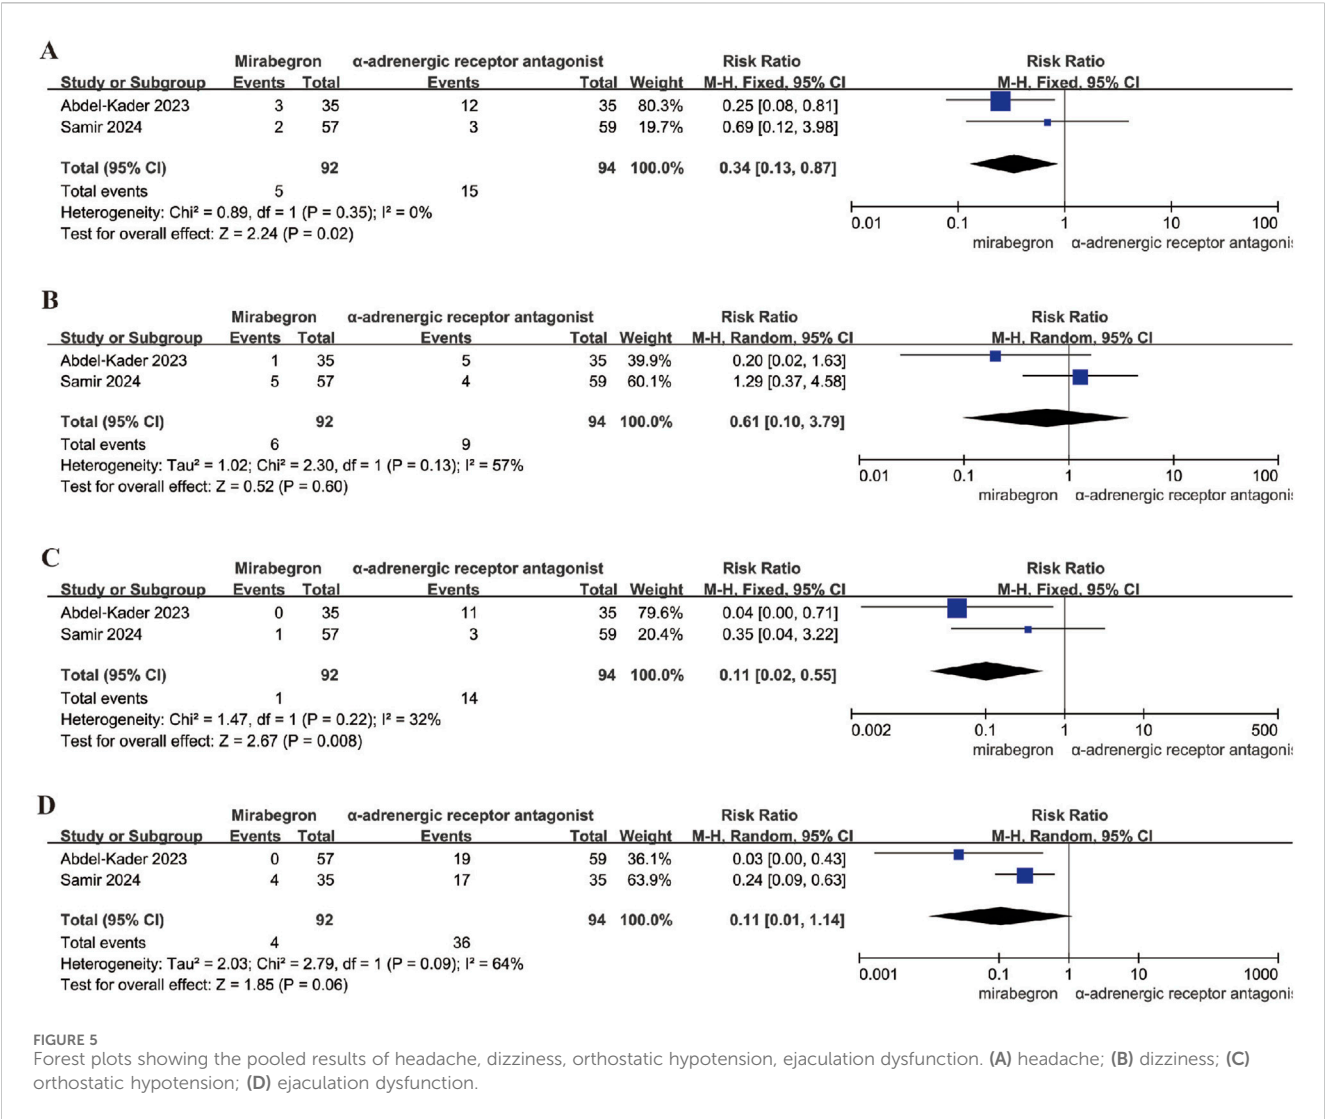 A
Mirabegron α-adrenergic receptor antagonist Risk Ratio Risk Ratio
Study or Subgroup Events Total Events Total Weight M-H, Fixed, 95% CI M-H, Fixed, 95% CI
Abdel-Kader 2023 3 35 12 35 80.3% 0.25 [0.08, 0.81]
Samir 2024 2 57 3 59 19.7% 0.69 [0.12, 3.98]
Total (95% CI) 92 94 100.0% 0.34 [0.13, 0.87]
Total events 5 15
Heterogeneity: Chi² = 0.89, df = 1 (P = 0.35); I² = 0%
Test for overall effect: Z = 2.24 (P = 0.02)
0.01 0.1 1 10 100
mirabegron α-adrenergic receptor antagonis
B
Mirabegron α-adrenergic receptor antagonist Risk Ratio Risk Ratio
Study or Subgroup Events Total Events Total Weight M-H, Random, 95% CI M-H, Random, 95% CI
Abdel-Kader 2023 1 35 5 35 39.9% 0.20 [0.02, 1.63]
Samir 2024 5 57 4 59 60.1% 1.29 [0.37, 4.58]
Total (95% CI) 92 94 100.0% 0.61 [0.10, 3.79]
Total events 6 9
Heterogeneity: Tau² = 1.02; Chi² = 2.30, df = 1 (P = 0.13); I² = 57%
Test for overall effect: Z = 0.52 (P = 0.60)
0.01 0.1 1 10 100
mirabegron α-adrenergic receptor antagonis
C
Mirabegron α-adrenergic receptor antagonist Risk Ratio Risk Ratio
Study or Subgroup Events Total Events Total Weight M-H, Fixed, 95% CI M-H, Fixed, 95% CI
Abdel-Kader 2023 0 35 11 35 79.6% 0.04 [0.00, 0.71]
Samir 2024 1 57 3 59 20.4% 0.35 [0.04, 3.22]
Total (95% CI) 92 94 100.0% 0.11 [0.02, 0.55]
Total events 1 14
Heterogeneity: Chi² = 1.47, df = 1 (P = 0.22); I² = 32%
Test for overall effect: Z = 2.67 (P = 0.008)
0.002 0.1 1 10 500
mirabegron α-adrenergic receptor antagonis
D
Mirabegron α-adrenergic receptor antagonist Risk Ratio Risk Ratio
Study or Subgroup Events Total Events Total Weight M-H, Random, 95% CI M-H, Random, 95% CI
Abdel-Kader 2023 0 57 19 59 36.1% 0.03 [0.00, 0.43]
Samir 2024 4 35 17 35 63.9% 0.24 [0.09, 0.63]
Total (95% CI) 92 94 100.0% 0.11 [0.01, 1.14]
Total events 4 36
Heterogeneity: Tau² = 2.03; Chi² = 2.79, df = 1 (P = 0.09); I² = 64%
Test for overall effect: Z = 1.85 (P = 0.06)
0.001 0.1 1 10 1000
mirabegron α-adrenergic receptor antagonis
FIGURE 5
Forest plots showing the pooled results of headache, dizziness, orthostatic hypotension, ejaculation dysfunction. (A) headache; (B) dizziness; (C)
orthostatic hypotension; (D) ejaculation dysfunction.